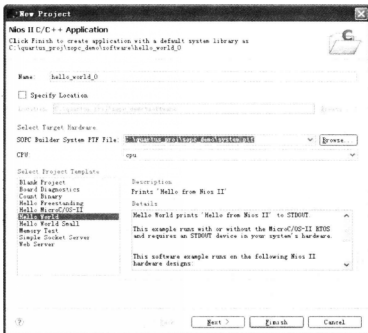 New Project
Nios II C/C++ Application
Click Finish to create application with a default system library as
C:\quartus_proj\sopc_demo\software\hello_world_0
Name: hello_world_0
Specify Location
Select Target Hardware
SOPC Builder System PTF File: Browse...
CPU cpu
Select Project Template
Blank Project
Board Diagnostics
Count Binary
Hello Freestanding
Hello MicroC/OS-II
Hello World
Hello World Small
Memory Test
Simple Socket Server
Web Server
Description
Prints 'Hello from Nios II'
Details
Hello World prints 'Hello from Nios II' to STDOUT.
This example runs with or without the MicroC/OS-II RTOS
and requires an STDOUT device in your system's hardware.
This software example runs on the following Nios II
hardware designs:
Next >
Finish
Cancel